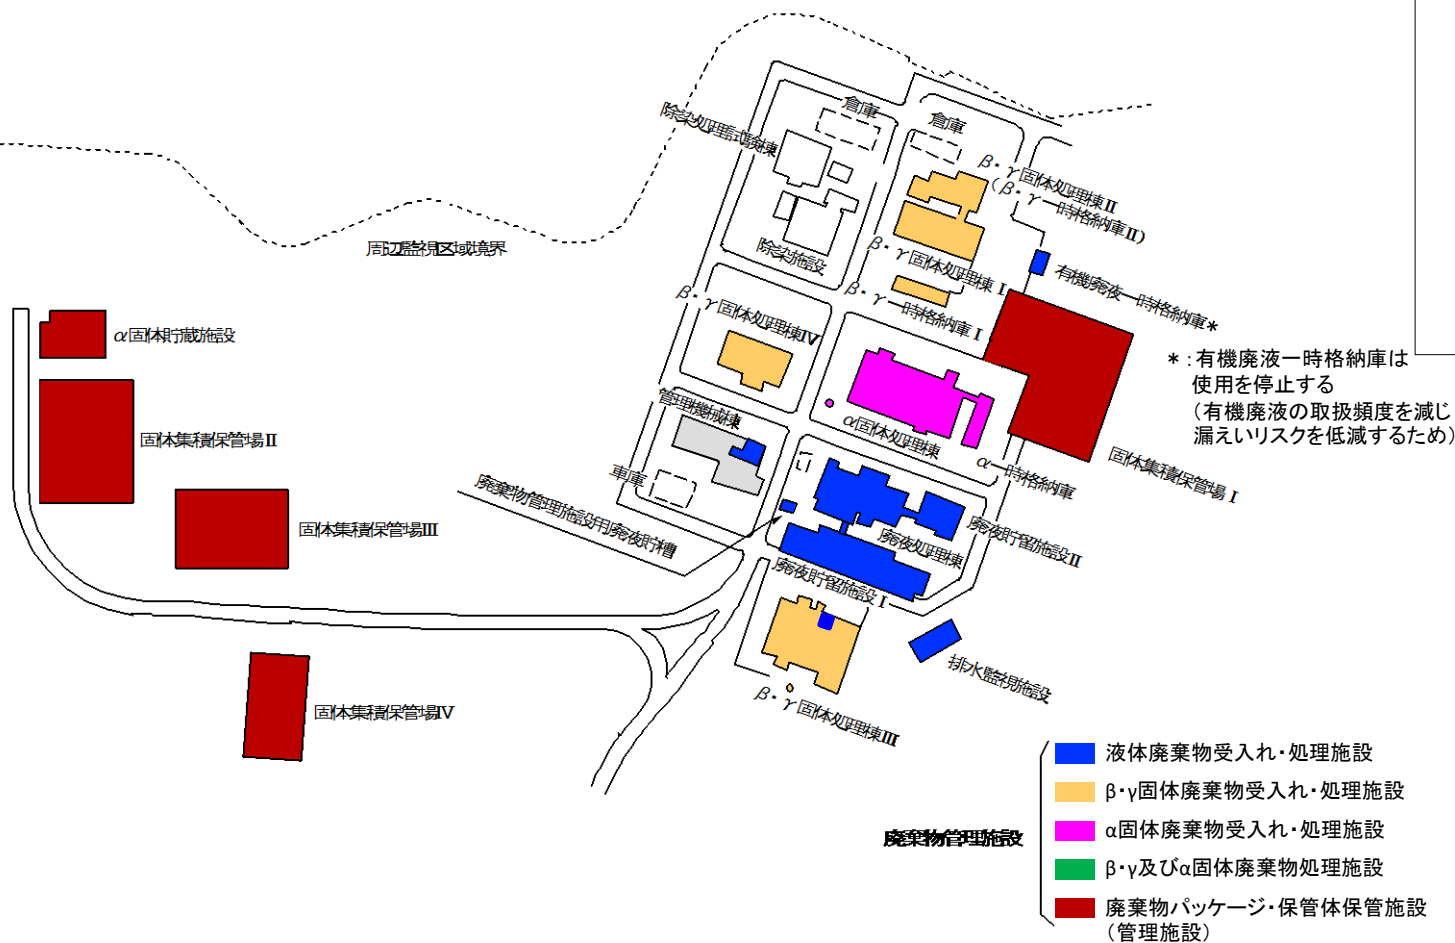 倉庫
倉庫
除染処理試験棟
β・γ固体処理棟II
(β・γ一時格納庫II)
周辺監視区域境界
除染施設
β・γ固体処理棟I
有機廃液一時格納庫*
β・γ一時格納庫I
β・γ固体処理棟IV
α固体貯蔵施設
*：有機廃液一時格納庫は
使用を停止する
（有機廃液の取扱頻度を減じ
漏えいリスクを低減するため）
管理機械棟
α固体処理棟
固体集積保管場II
α一時格納庫
固体集積保管場I
車庫
廃棄物管理施設用廃液貯槽
固体集積保管場III
廃液処理棟
廃液貯留施設II
廃液貯留施設I
排水監視施設
固体集積保管場IV
β・γ固体処理棟III
廃棄物管理施設
液体廃棄物受入れ・処理施設
β・γ固体廃棄物受入れ・処理施設
α固体廃棄物受入れ・処理施設
β・γ及びα固体廃棄物処理施設
廃棄物パッケージ・保管体保管施設
（管理施設）